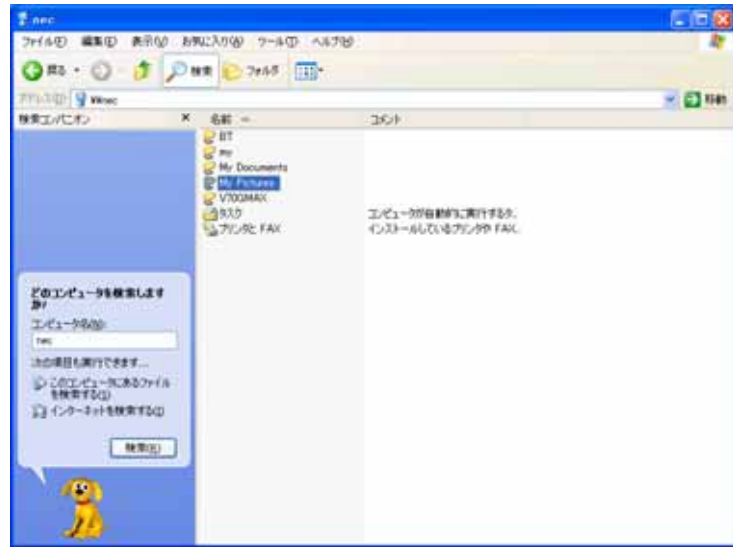 nec
ファイル(F) 編集(E) 表示(V) お気に入り(A) ツール(T) ヘルプ(H)
戻る 検索 フォルダ
アドレス(D) ¥¥nec 移動
検索コンパニオン 名前 コメント
BT
my
My Documents
My Pictures
V700MAX
タスク コンピュータが自動的に実行するタ..
プリンタと FAX インストールしているプリンタや FAX..
どのコンピュータを検索します
か?
コンピュータ名(M):
nec
次の項目も実行できます...
このコンピュータにあるファイル
を検索する(S)
インターネットを検索する(I)
検索(R)